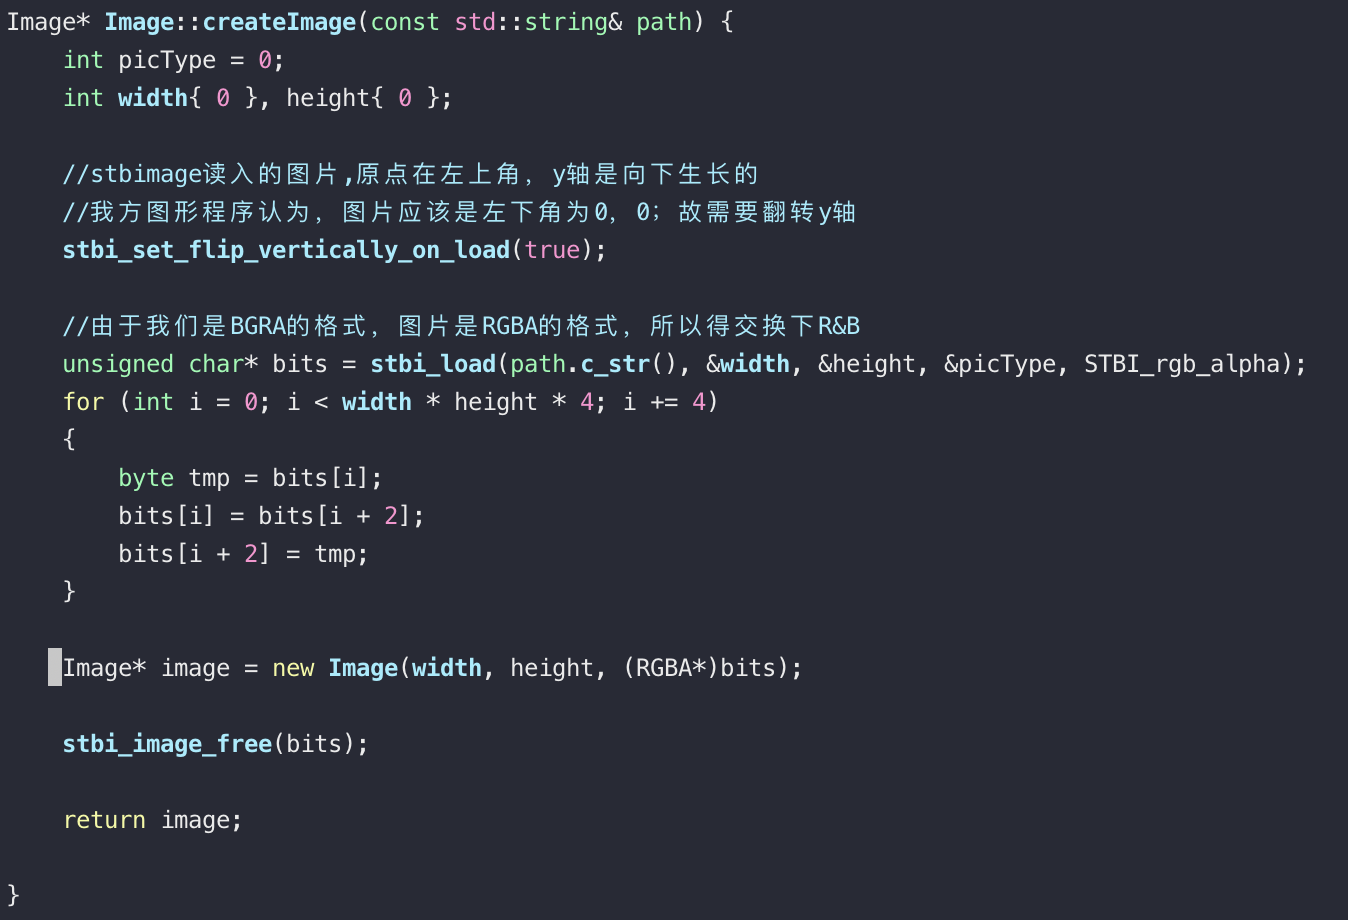 Image* Image::createImage(const std::string& path) {
    int picType = 0;
    int width{ 0 }, height{ 0 };
    //stbimage读入的图片,原点在左上角，y轴是向下生长的
    //我方图形程序认为，图片应该是左下角为0，0；故需要翻转y轴
    stbi_set_flip_vertically_on_load(true);
    //由于我们是BGRA的格式，图片是RGBA的格式，所以得交换下R&B
    unsigned char* bits = stbi_load(path.c_str(), &width, &height, &picType, STBI_rgb_alpha);
    for (int i = 0; i < width * height * 4; i += 4)
    {
        byte tmp = bits[i];
        bits[i] = bits[i + 2];
        bits[i + 2] = tmp;
    }
    Image* image = new Image(width, height, (RGBA*)bits);
    stbi_image_free(bits);
    return image;
}